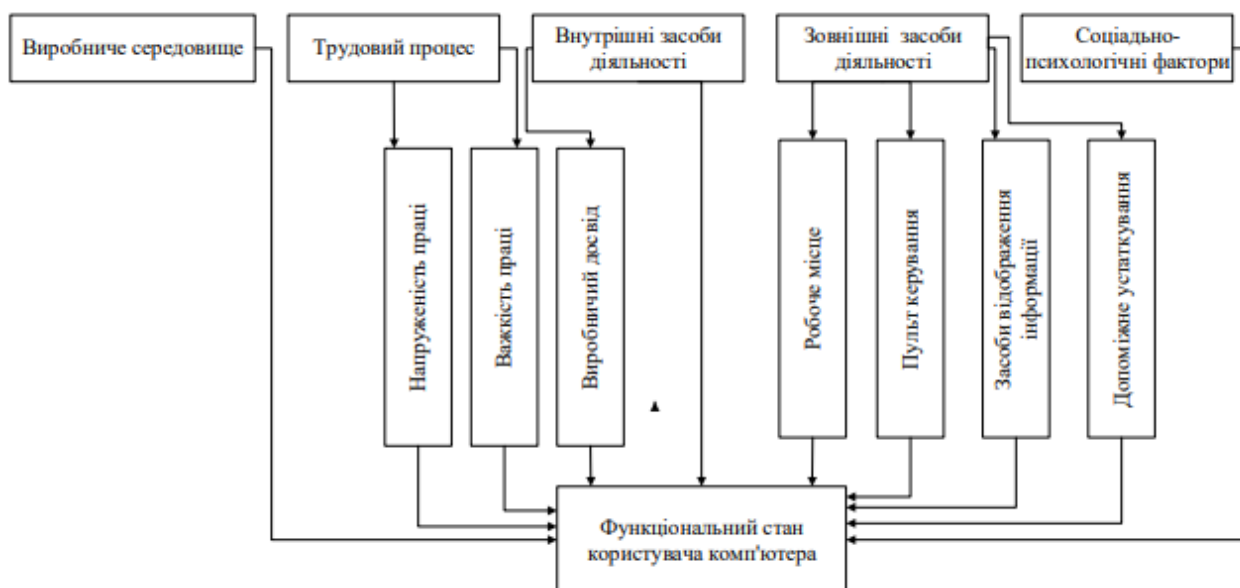 Виробниче середовище
Трудовий процес
Внутрішні засоби
діяльності
Зовнішні засоби
діяльності
Соціадьно-
психологічні фактори
Напруженість праці
Важкість праці
Виробничий досвід
Робоче місце
Пульт керування
Засоби відображення
інформації
Допоміжне устаткування
Функціональний стан
користувача комп'ютера